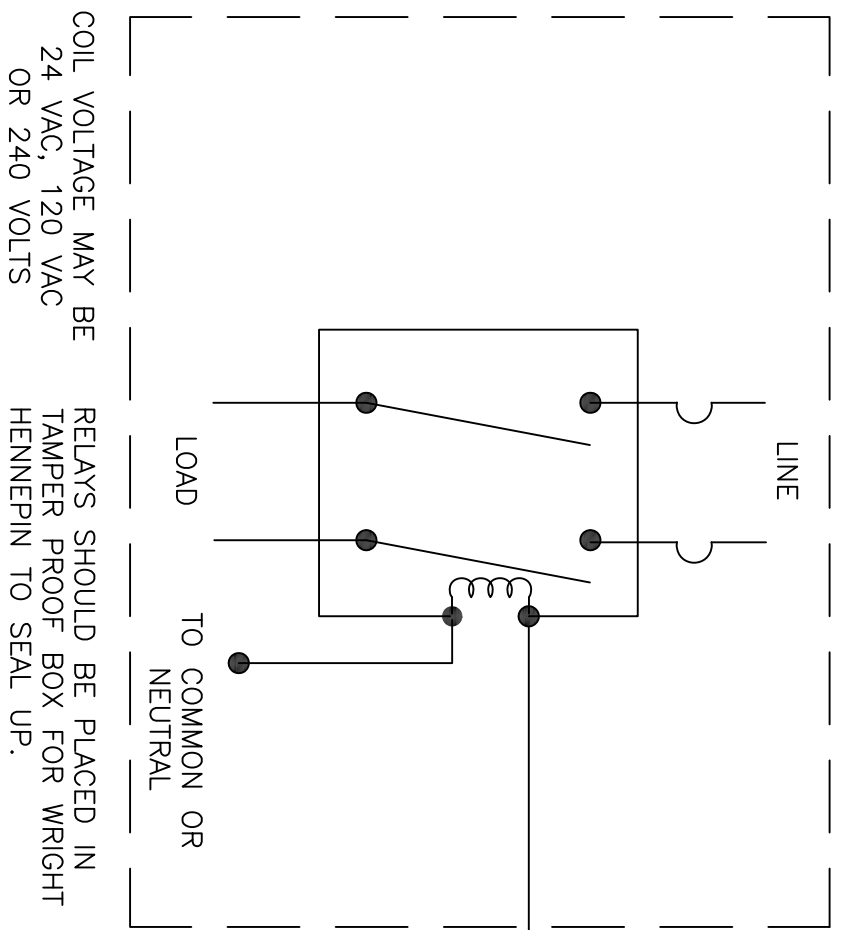 LINE
LOAD
TO COMMON OR
NEUTRAL
COIL VOLTAGE MAY BE
24 VAC, 120 VAC
OR 240 VOLTS
RELAYS SHOULD BE PLACED IN
TAMPER PROOF BOX FOR WRIGHT
HENNEPIN TO SEAL UP.